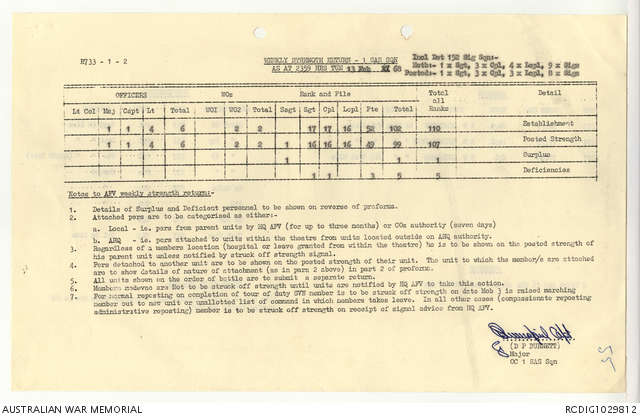 R733 - 1 - 2
WEEKLY STRENGTH RETURN - 1 SAS SQN
AS AT 2359 HRS TUE 13 Feb 68
Incl Det 152 Sig Sqn:-
Estb:- 1 x Sgt, 3 x Cpl, 4 x Lcpl, 9 x Sigs
Posted:- 1 x Sgt, 3 x Cpl, 3 x Lcpl, 8 x Sigs
OFFICERS WOs Rank and File Total all Ranks Detail
Lt Col Maj Capt Lt Total WO1 WO2 Total Ssgt Sgt Cpl Lcpl Pte Total
1 1 4 6 2 2 17 17 16 52 102 110 Establishment
1 1 4 6 2 2 1 16 16 16 49 99 107 Posted Strength
1 1 1 Surplus
1 1 3 5 5 Deficiencies
Notes to AFV weekly strength return:-
1. Details of Surplus and Deficient personnel to be shown on reverse of proforma.
2. Attached pers are to be categorised as either:-
a. Local - ie. pers from parent units by HQ AFV (for up to three months) or COs authority (seven days)
b. ARQ - ie. pers attached to units within the theatre from units located outside on ARQ authority.
3. Regardless of a members location (hospital or leave granted from within the theatre) he is to be shown on the posted strength of
his parent unit unless notified by struck off strength signal.
4. Pers detached to another unit are to be shown on the posted strength of their unit. The unit to which the member/s are attached
are to show details of nature of attachment (as in para 2 above) in part 2 of proforma.
5. All units shown on the order of battle are to submit a separate return.
6. Members medevac are Not to be struck off strength until units are notified by HQ AFV to take this action.
7. For normal reposting on completion of tour of duty SVN member is to be struck off strength on date Mob 3 is raised marching
member out to new unit or unallotted list of command in which members takes leave. In all other cases (compassionate reposting
administrative reposting) member is to be struck off strength on receipt of signal advice from HQ AFV.
(D P BURNETT)
Major
OC 1 SAS Sqn
AUSTRALIAN WAR MEMORIAL
RCDIG1029812